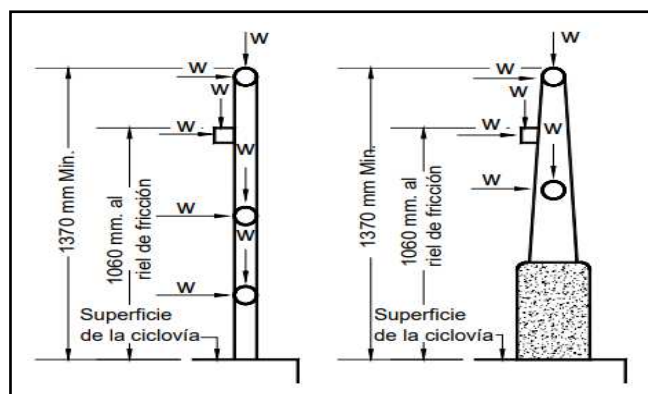 W
W
W
W
W
W
W
W
1370 mm Min.
1060 mm. al
riel de fricción
Superficie
de la ciclovía
W
W
W
W
W
W
1370 mm Min.
1060 mm. al
riel de fricción
Superficie
de la ciclovía